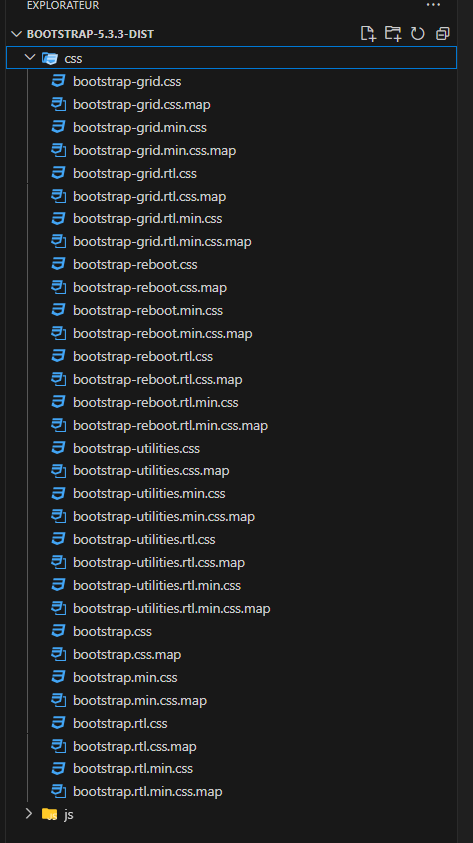 EXPLORATEUR
BOOTSTRAP-5.3.3-DIST
css
bootstrap-grid.css
bootstrap-grid.css.map
bootstrap-grid.min.css
bootstrap-grid.min.css.map
bootstrap-grid.rtl.css
bootstrap-grid.rtl.css.map
bootstrap-grid.rtl.min.css
bootstrap-grid.rtl.min.css.map
bootstrap-reboot.css
bootstrap-reboot.css.map
bootstrap-reboot.min.css
bootstrap-reboot.min.css.map
bootstrap-reboot.rtl.css
bootstrap-reboot.rtl.css.map
bootstrap-reboot.rtl.min.css
bootstrap-reboot.rtl.min.css.map
bootstrap-utilities.css
bootstrap-utilities.css.map
bootstrap-utilities.min.css
bootstrap-utilities.min.css.map
bootstrap-utilities.rtl.css
bootstrap-utilities.rtl.css.map
bootstrap-utilities.rtl.min.css
bootstrap-utilities.rtl.min.css.map
bootstrap.css
bootstrap.css.map
bootstrap.min.css
bootstrap.min.css.map
bootstrap.rtl.css
bootstrap.rtl.css.map
bootstrap.rtl.min.css
bootstrap.rtl.min.css.map
js